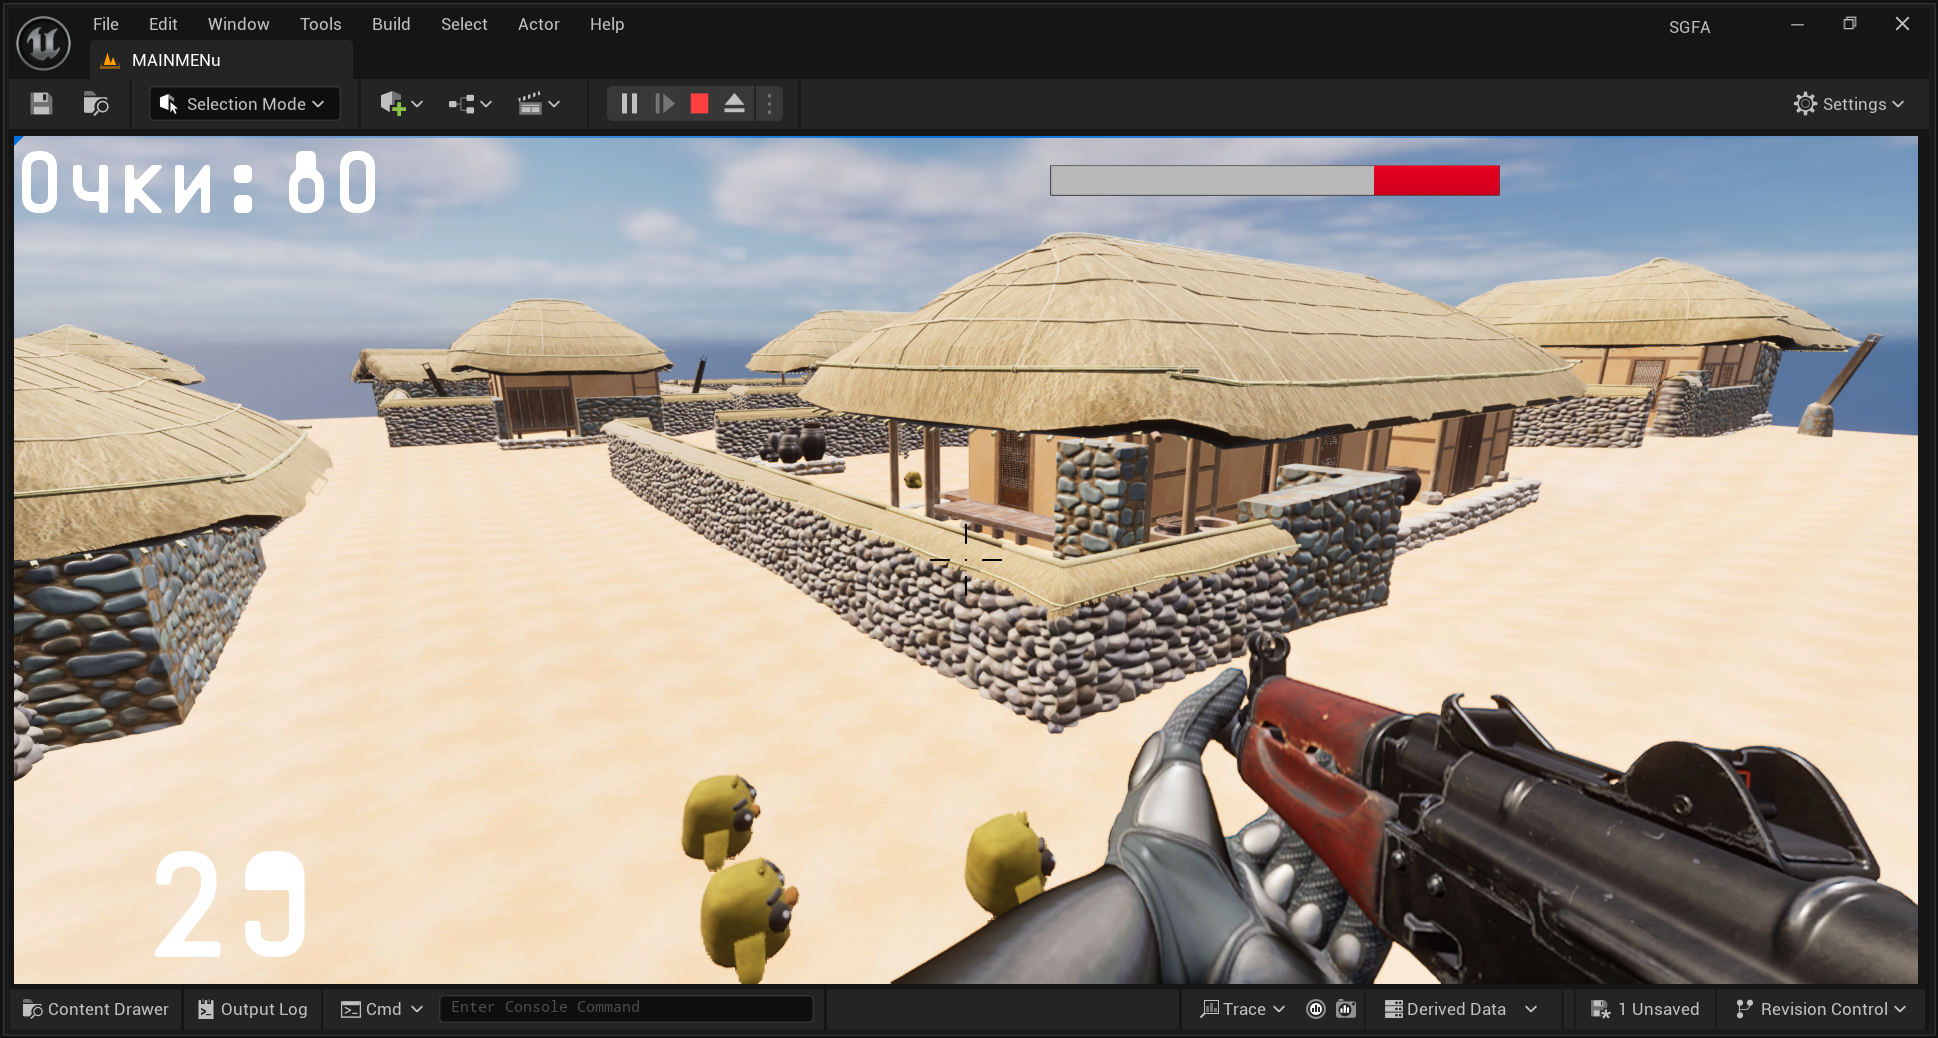 File Edit Window Tools Build Select Actor Help
SGFA
MAINMENu
Selection Mode
Settings
Очки: 80
29
Content Drawer
Output Log
Cmd
Enter Console Command
Trace
Derived Data
1 Unsaved
Revision Control